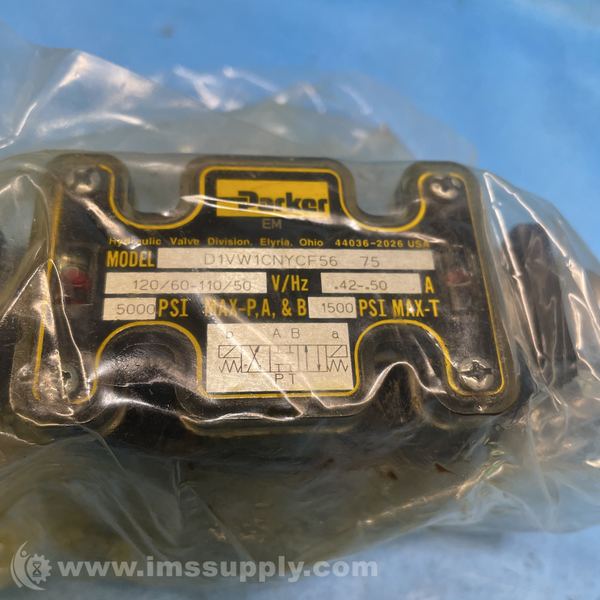 Parker
EM
Hydraulic Valve Division, Elyria, Ohio 44036-2026 USA
MODEL D1VW1CNYCF56 75
120/60-110/50 V/Hz .42-.50 A
5000 PSI MAX-P,A, & B 1500 PSI MAX-T
b A B a
P T
www.imssupply.com